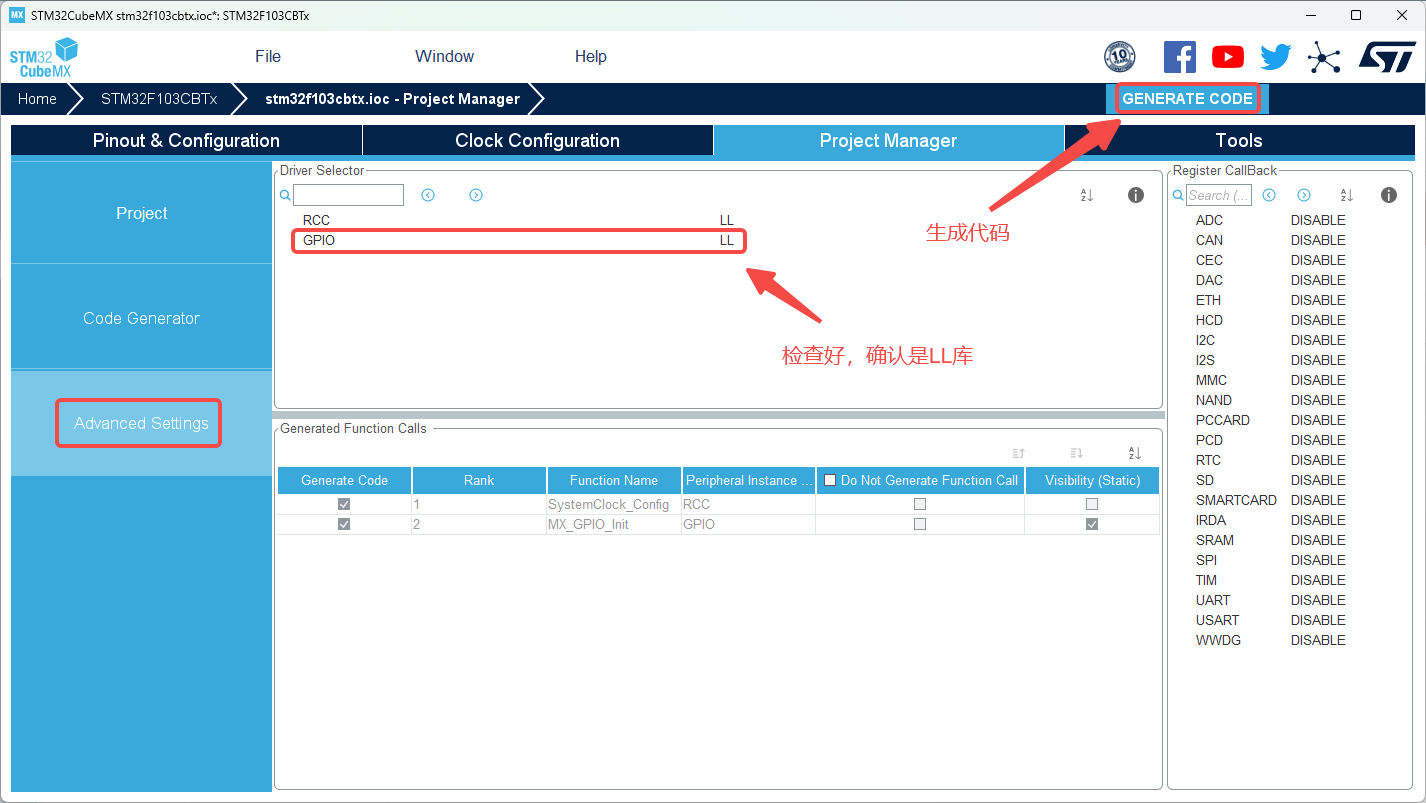 MX STM32CubeMX stm32f103cbtx.ioc*: STM32F103CBTx
STM32
CubeMX
File Window Help
10
ST
Home STM32F103CBTx stm32f103cbtx.ioc - Project Manager GENERATE CODE
Pinout & Configuration Clock Configuration Project Manager Tools
Project
Code Generator
Advanced Settings
Driver Selector
RCC LL
GPIO LL
生成代码
检查好，确认是LL库
Generated Function Calls
Generate Code Rank Function Name Peripheral Instance ... Do Not Generate Function Call Visibility (Static)
1 SystemClock_Config RCC
2 MX_GPIO_Init GPIO
Register CallBack
Search (...
ADC DISABLE
CAN DISABLE
CEC DISABLE
DAC DISABLE
ETH DISABLE
HCD DISABLE
I2C DISABLE
I2S DISABLE
MMC DISABLE
NAND DISABLE
PCCARD DISABLE
PCD DISABLE
RTC DISABLE
SD DISABLE
SMARTCARD DISABLE
IRDA DISABLE
SRAM DISABLE
SPI DISABLE
TIM DISABLE
UART DISABLE
USART DISABLE
WWDG DISABLE